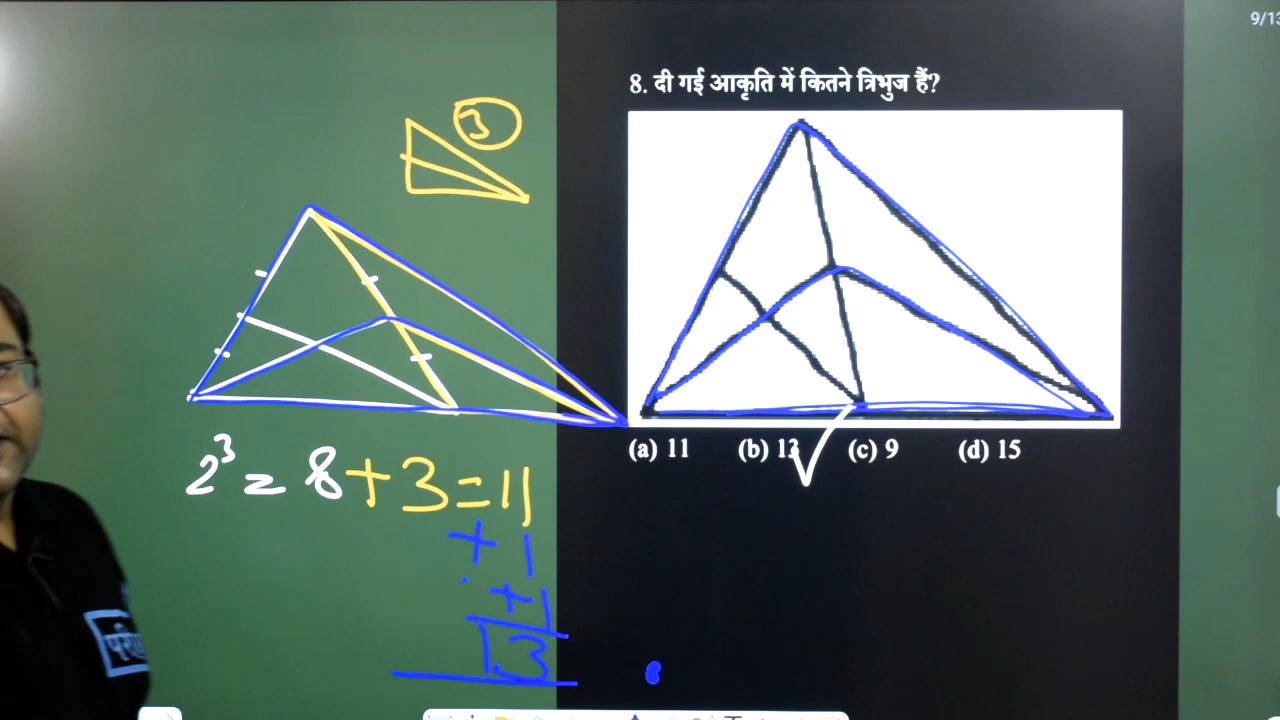 9/13
8. दी गई आकृति में कितने त्रिभुज हैं?
3
(a) 11 (b) 13 (c) 9 (d) 15
2³ = 8 + 3 = 11
+ 1
+ 1
13